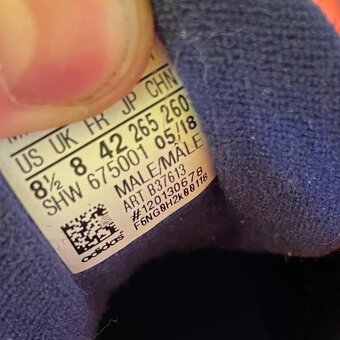 US UK FR JP CHN
8½ 8 42 265 260
SHW 675001 05/18
MALE/MÂLE
ART B37613
#120130678
F6NG0H2K00116
adidas